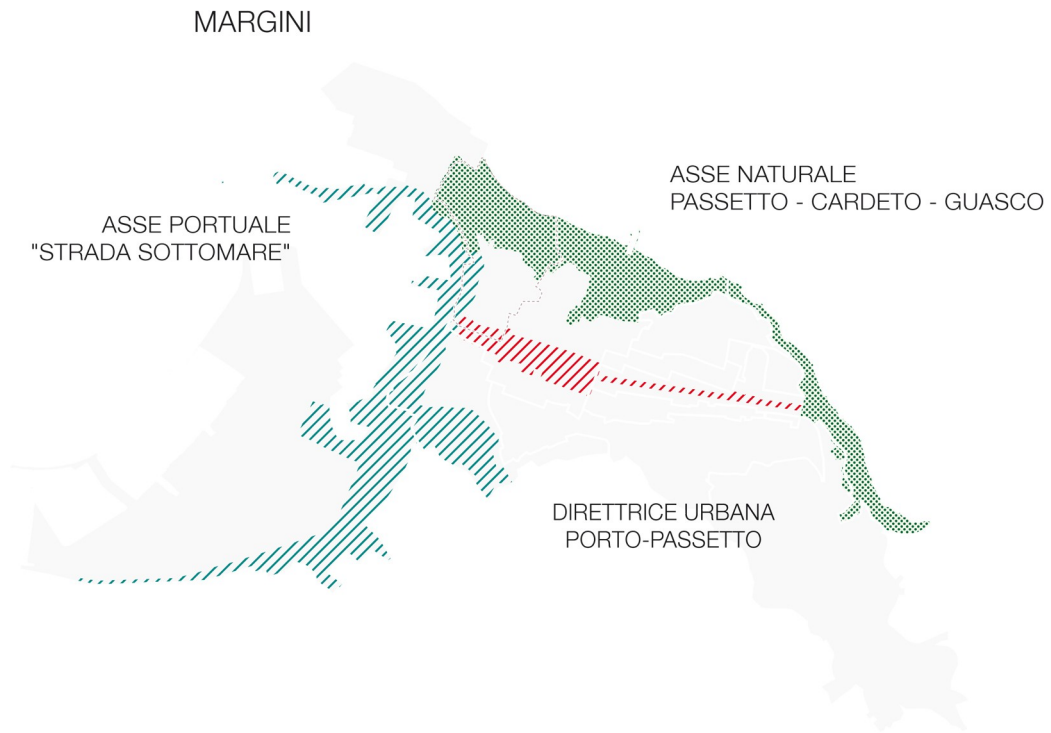 MARGINI
ASSE NATURALE
PASSETTO - CARDETO - GUASCO
ASSE PORTUALE
"STRADA SOTTOMARE"
DIRETTRICE URBANA
PORTO-PASSETTO